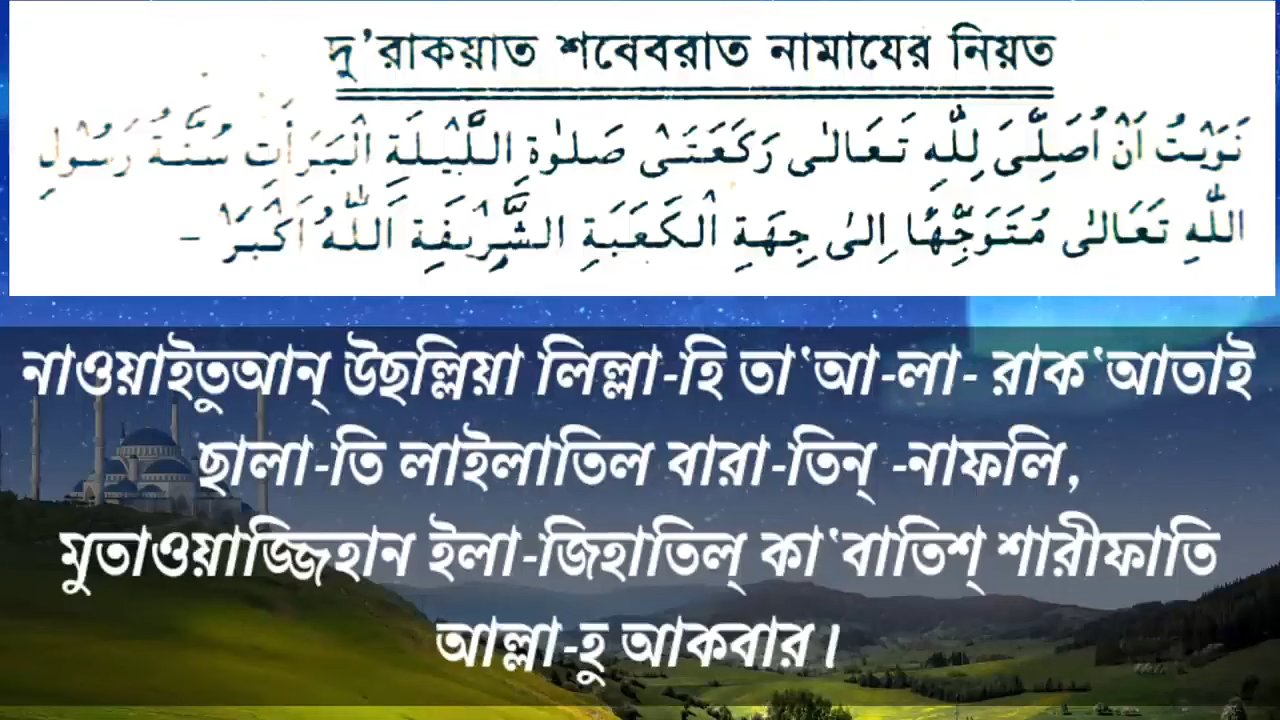 দু'রাকয়াত শবেবরাত নামাযের নিয়ত
نَوَيْتُ اَنْ اُصَلِّىَ لِلّٰهِ تَعَالٰى رَكَعَتَىْ صَلٰوةِ اللَّيْلَةِ الْبَرَأَتِ سُنَّةُ رَسُوْلِ
اللّٰهِ تَعَالٰى مُتَوَجِّهًا اِلىٰ جِهَةِ الْكَعَبَةِ الشَّرِيْفَةِ اَللّٰهُ اَكْبَرْ -
নাওয়াইতুআন্ উছল্লিয়া লিল্লা-হি তা‘আ-লা- রাক‘আতাই
ছালা-তি লাইলাতিল বারা-তিন্ -নাফলি,
মুতাওয়াজ্জিহান ইলা-জিহাতিল্ কা‘বাতিশ্ শারীফাতি
আল্লা-হু আকবার।